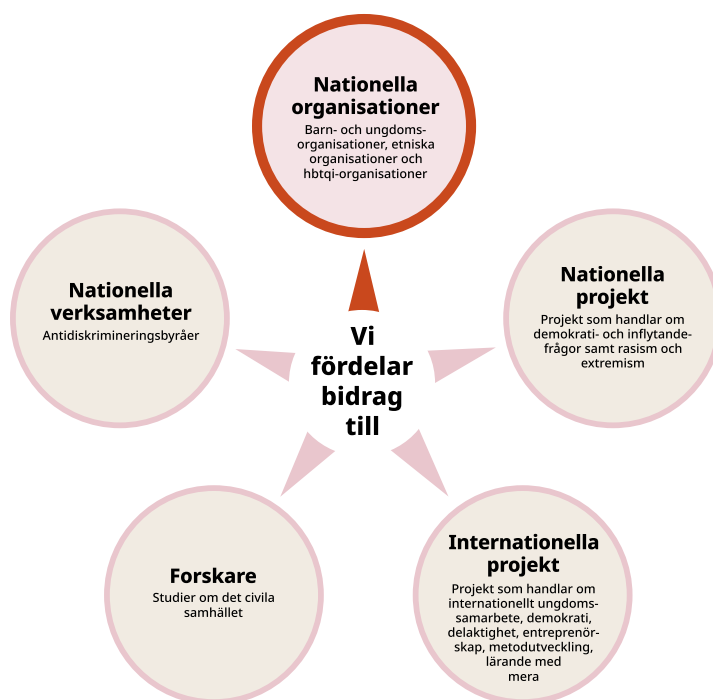 Nationella
organisationer
Barn- och ungdoms-
organisationer, etniska
organisationer och
hbtqi-organisationer
Nationella
verksamheter
Antidiskrimineringsbyråer
Nationella
projekt
Projekt som handlar om
demokrati- och inflytande-
frågor samt rasism och
extremism
Vi
fördelar
bidrag
till
Forskare
Studier om det civila
samhället
Internationella
projekt
Projekt som handlar om
internationellt ungdoms-
samarbete, demokrati,
delaktighet, entreprenör-
skap, metodutveckling,
lärande med
mera